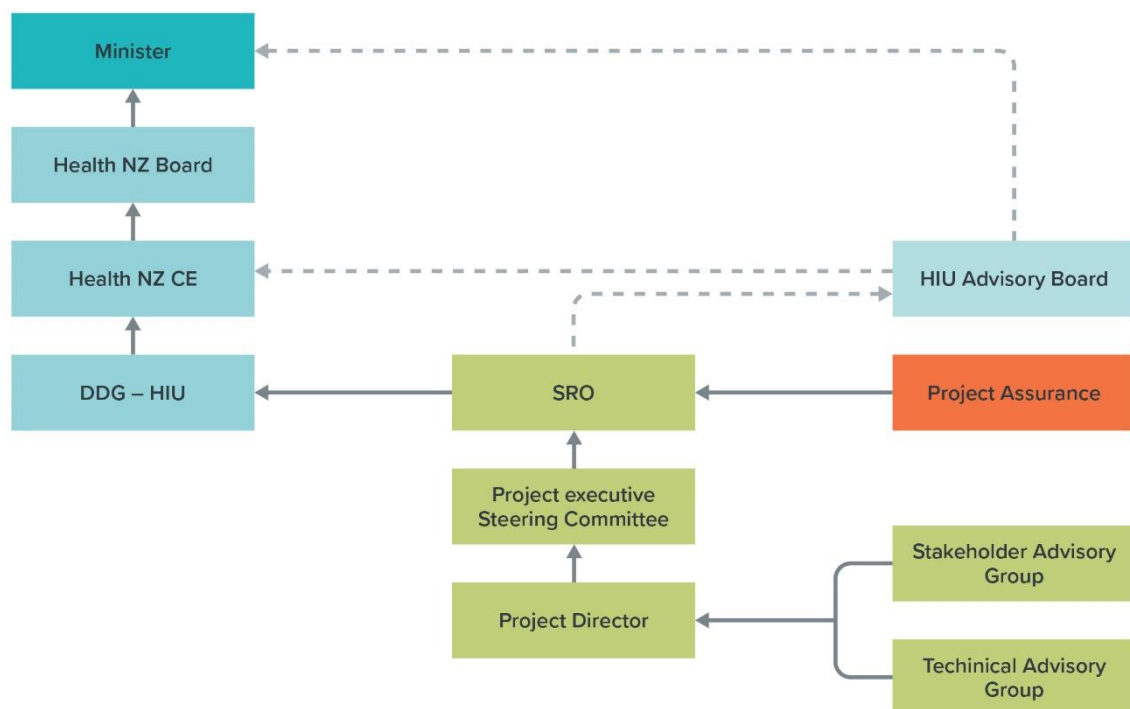 Minister
Health NZ Board
Health NZ CE
HIU Advisory Board
DDG – HIU
SRO
Project Assurance
Project executive
Steering Committee
Stakeholder Advisory
Group
Project Director
Techinical Advisory
Group